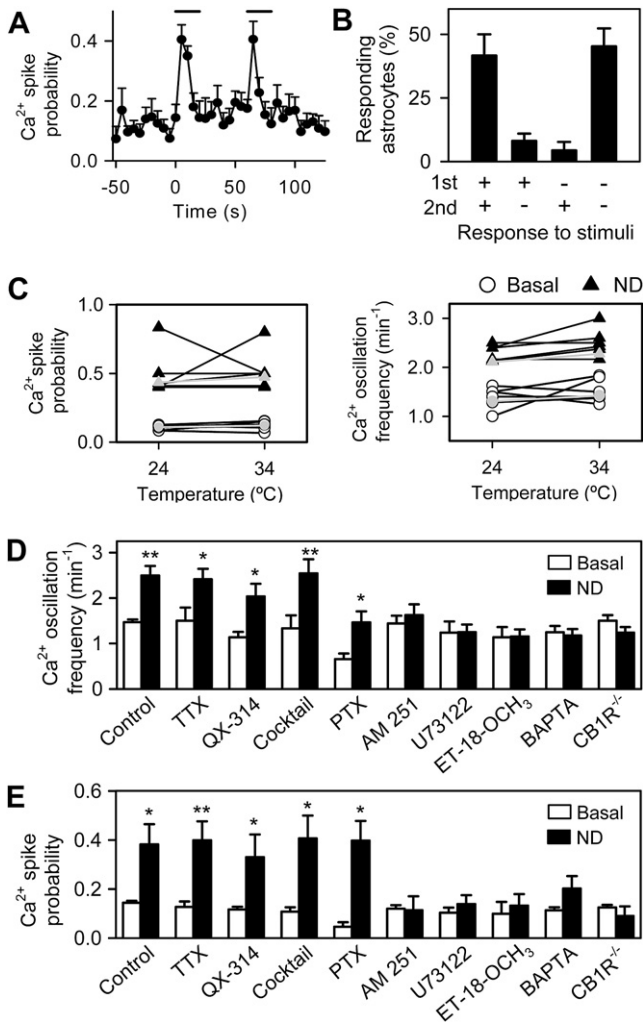 A
Ca2+ spike
probability
0.4
0.2
0.0
-50 0 50 100
Time (s)
B
Responding
astrocytes (%)
50
25
0
1st + + - -
2nd + - + -
Response to stimuli
C
Basal ND
Ca2+ spike
probability
1.0
0.5
0.0
24 34
Temperature (ºC)
Ca2+ oscillation
frequency (min-1)
3.0
2.0
1.0
24 34
Temperature (ºC)
D
Ca2+ oscillation
frequency (min-1)
3
2
1
0
** * * ** *
Basal
ND
Control TTX QX-314 Cocktail PTX AM 251 U73122 ET-18-OCH3 BAPTA CB1R-/-
E
Ca2+ spike
probability
0.6
0.4
0.2
0.0
* ** * * *
Basal
ND
Control TTX QX-314 Cocktail PTX AM 251 U73122 ET-18-OCH3 BAPTA CB1R-/-